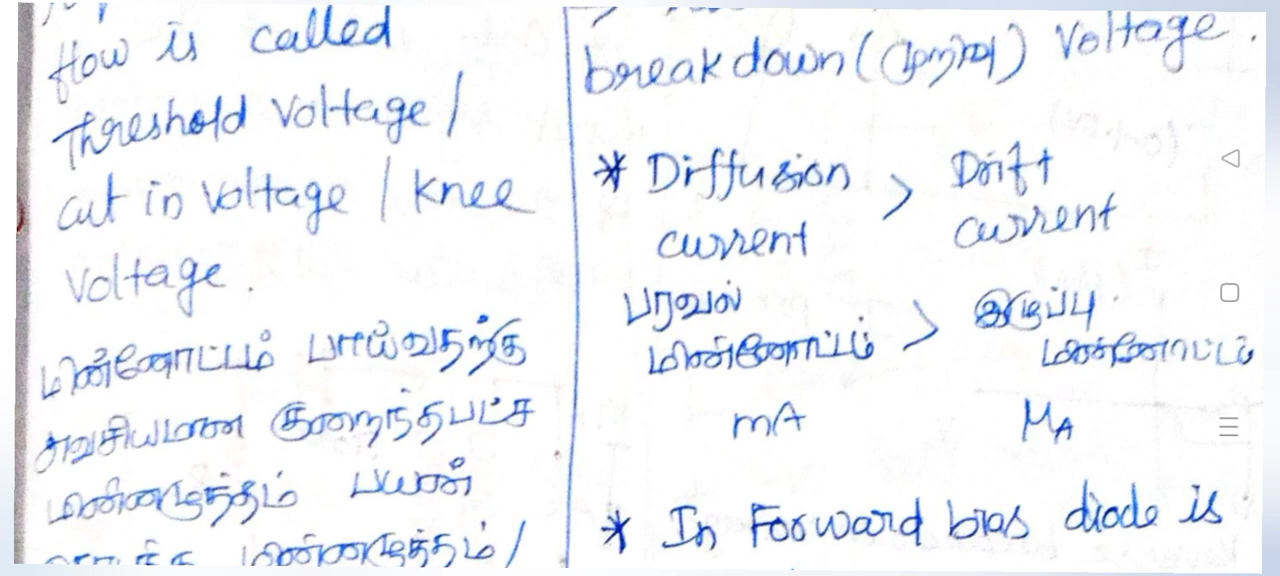 flow is called
Threshold Voltage /
cut in voltage / knee
Voltage.
மின்னோட்டம் பாய்வதற்கு
அவசியமான குறைந்தபட்ச
மின்னழுத்தம் பயன்
மின்னழுத்தம் /
breakdown (முறிவு) Voltage.
* Diffusion > Drift
current current
பரவல் > இழுப்பு
மின்னோட்டம் மின்னோட்டம்
mA μA
* In Forward bias diode is